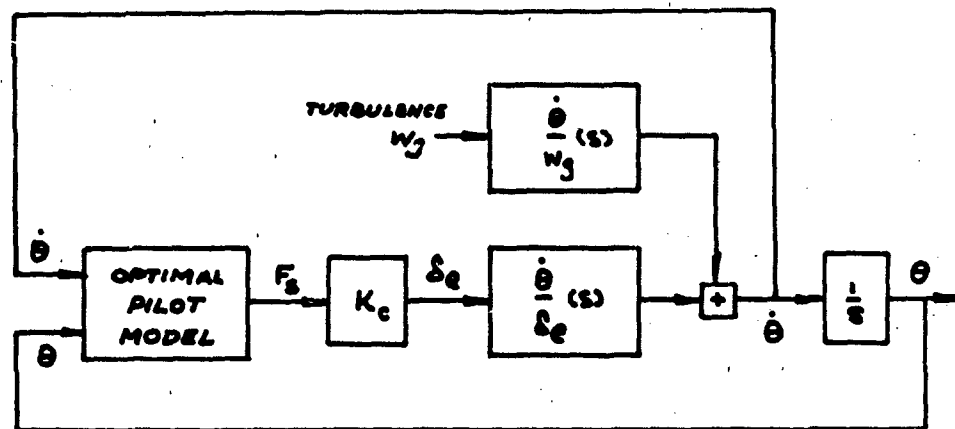 TURBULENCE
Wg
θ̇
Wg (s)
θ̇
OPTIMAL
PILOT
MODEL
Fs
Kc
δe
θ̇
δe (s)
+
θ̇
1
s
θ
θ